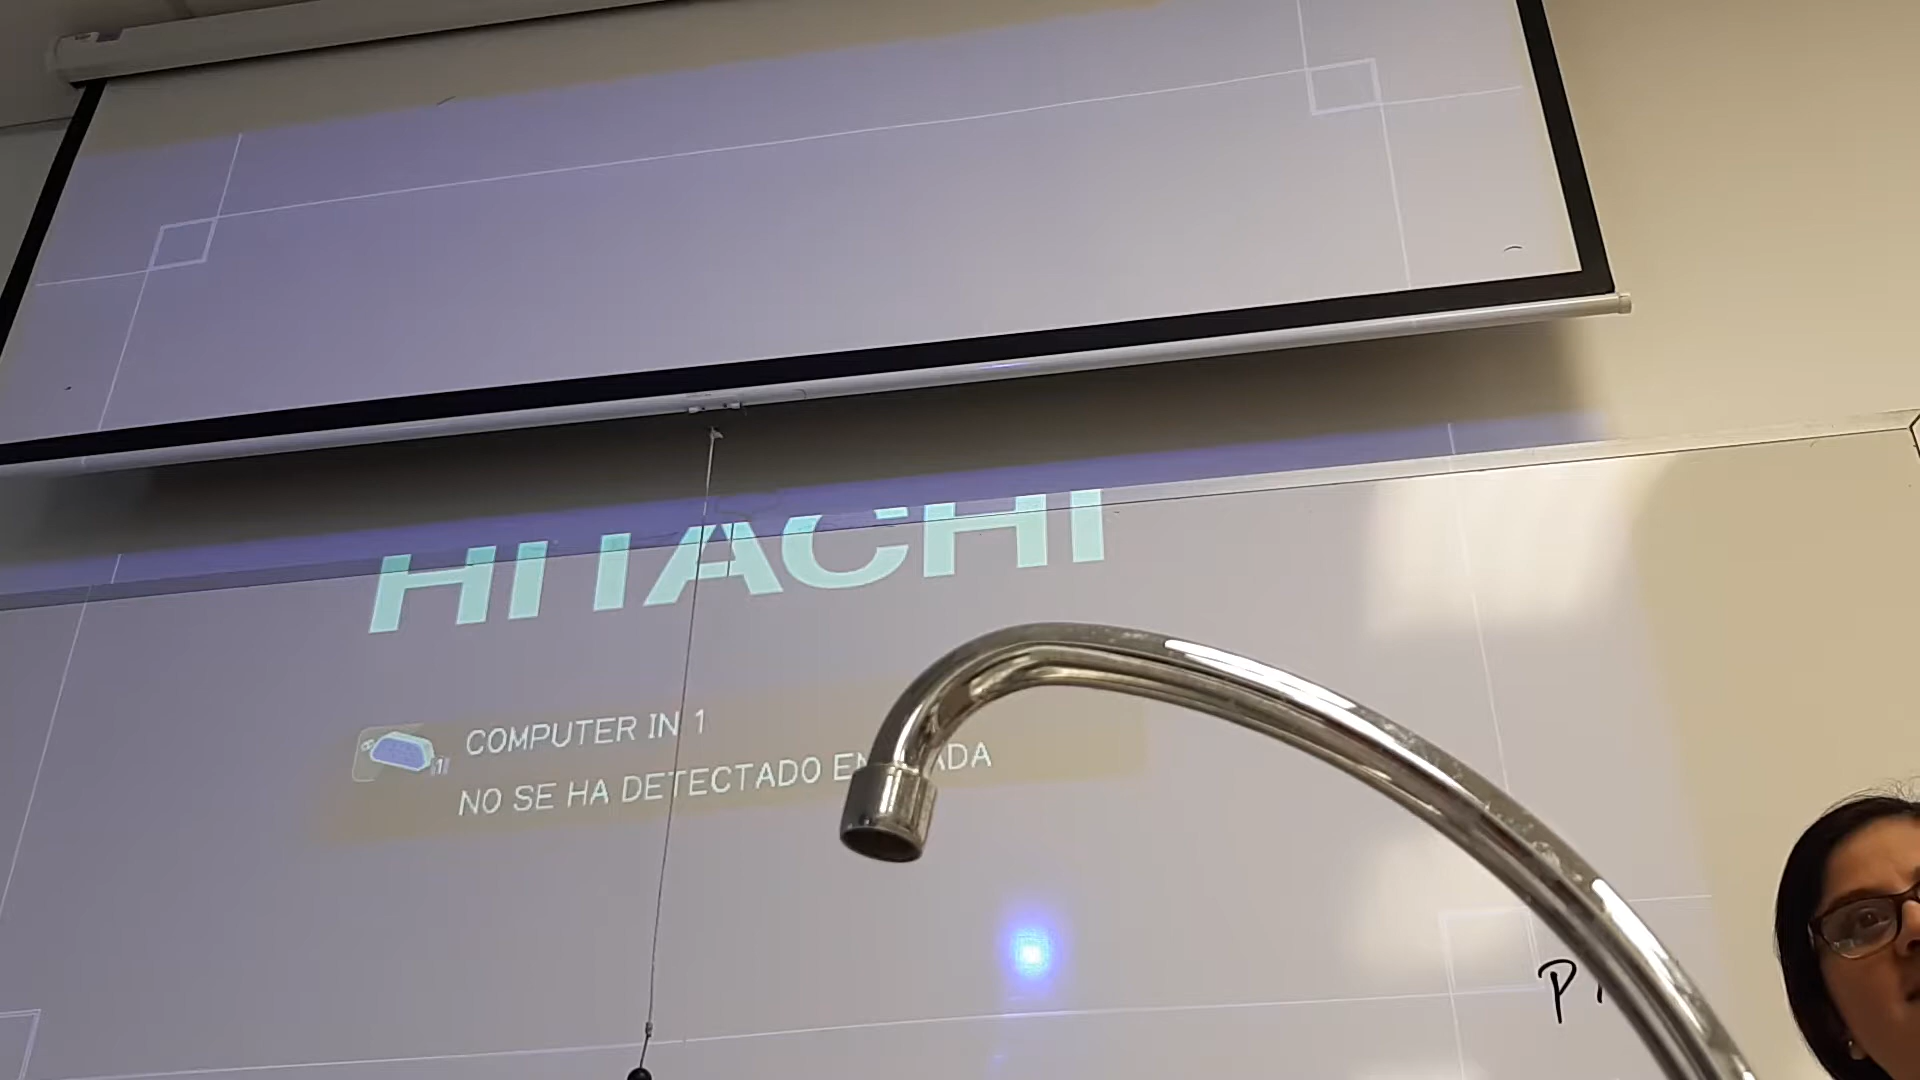 HITACHI
COMPUTER IN 1
NO SE HA DETECTADO
P